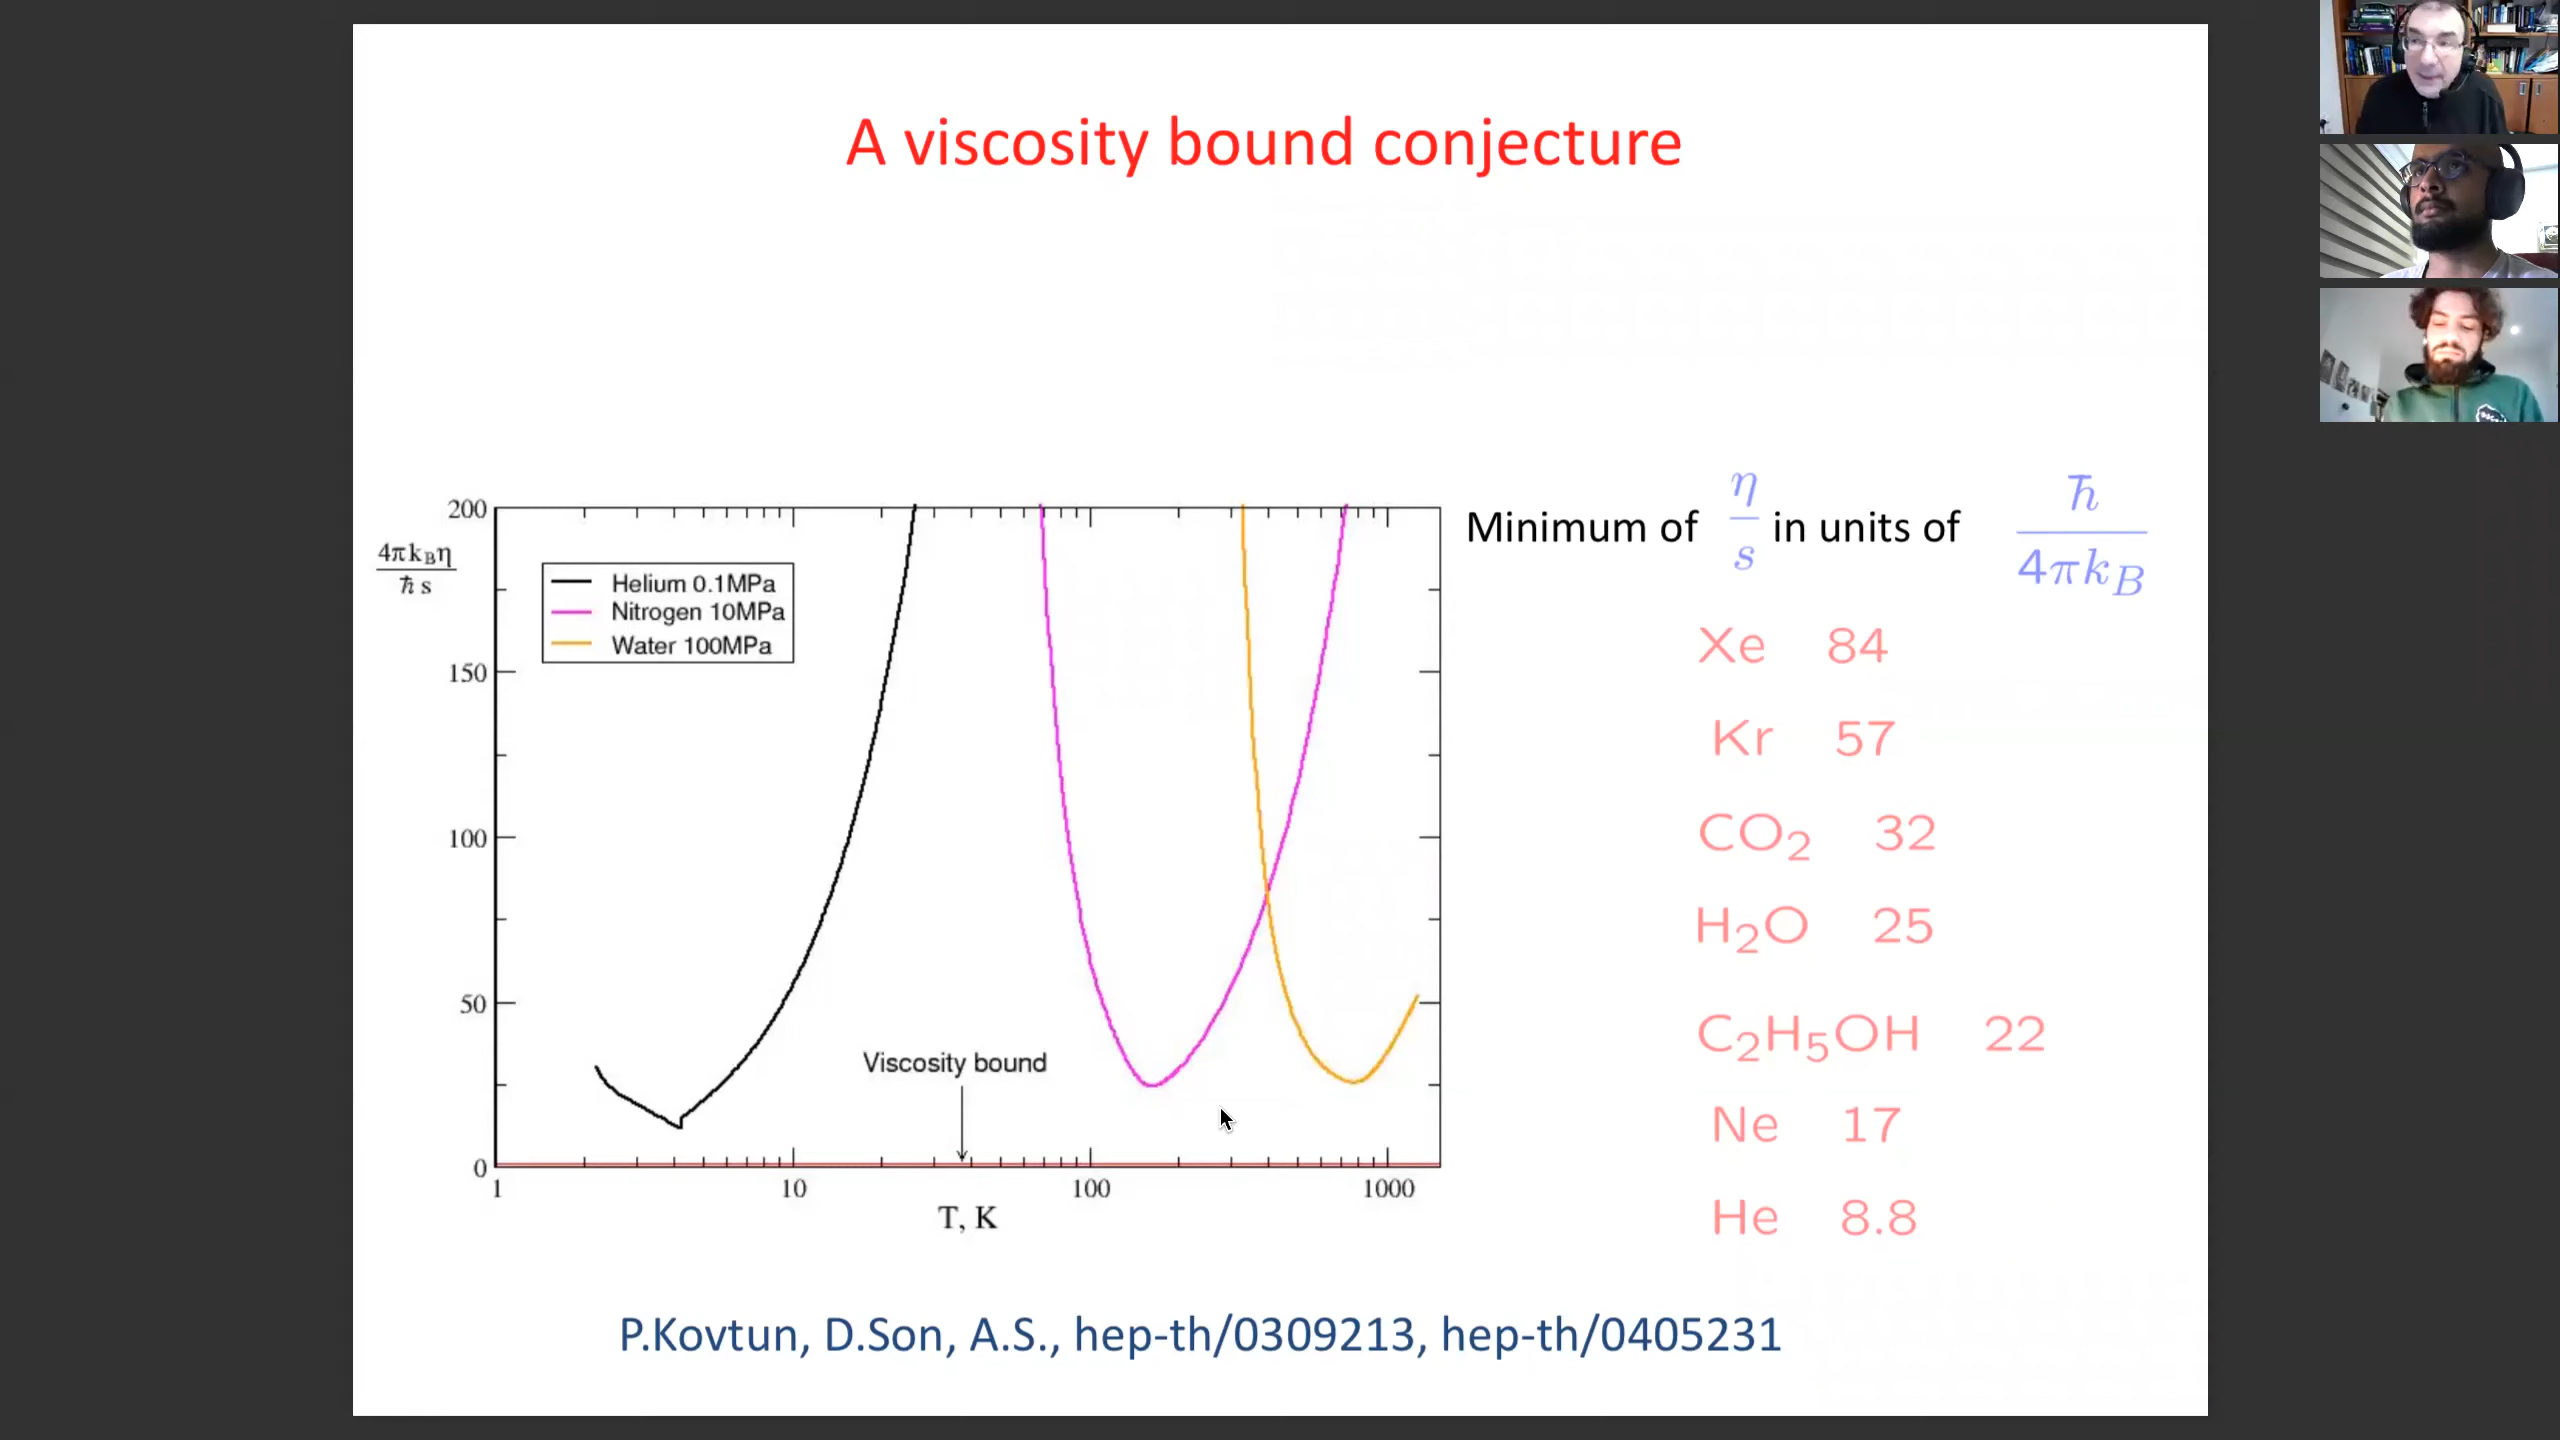 A viscosity bound conjecture
4πk_Bη
ħ s
200
150
100
50
0
Helium 0.1MPa
Nitrogen 10MPa
Water 100MPa
Viscosity bound
1 10 100 1000
T, K
Minimum of η/s in units of ħ/4πk_B
Xe 84
Kr 57
CO₂ 32
H₂O 25
C₂H₅OH 22
Ne 17
He 8.8
P.Kovtun, D.Son, A.S., hep-th/0309213, hep-th/0405231